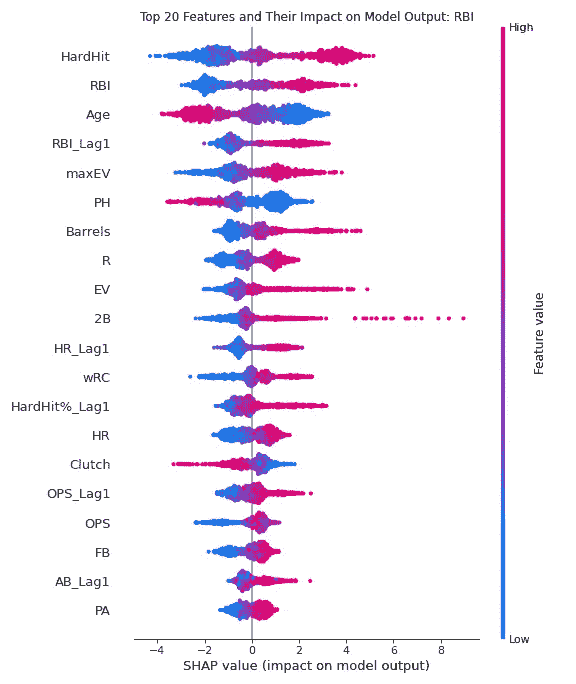 Top 20 Features and Their Impact on Model Output: RBI
High
HardHit
RBI
Age
RBI_Lag1
maxEV
PH
Barrels
R
EV
2B
HR_Lag1
wRC
HardHit%_Lag1
HR
Clutch
OPS_Lag1
OPS
FB
AB_Lag1
PA
Feature value
Low
−4 −2 0 2 4 6 8
SHAP value (impact on model output)